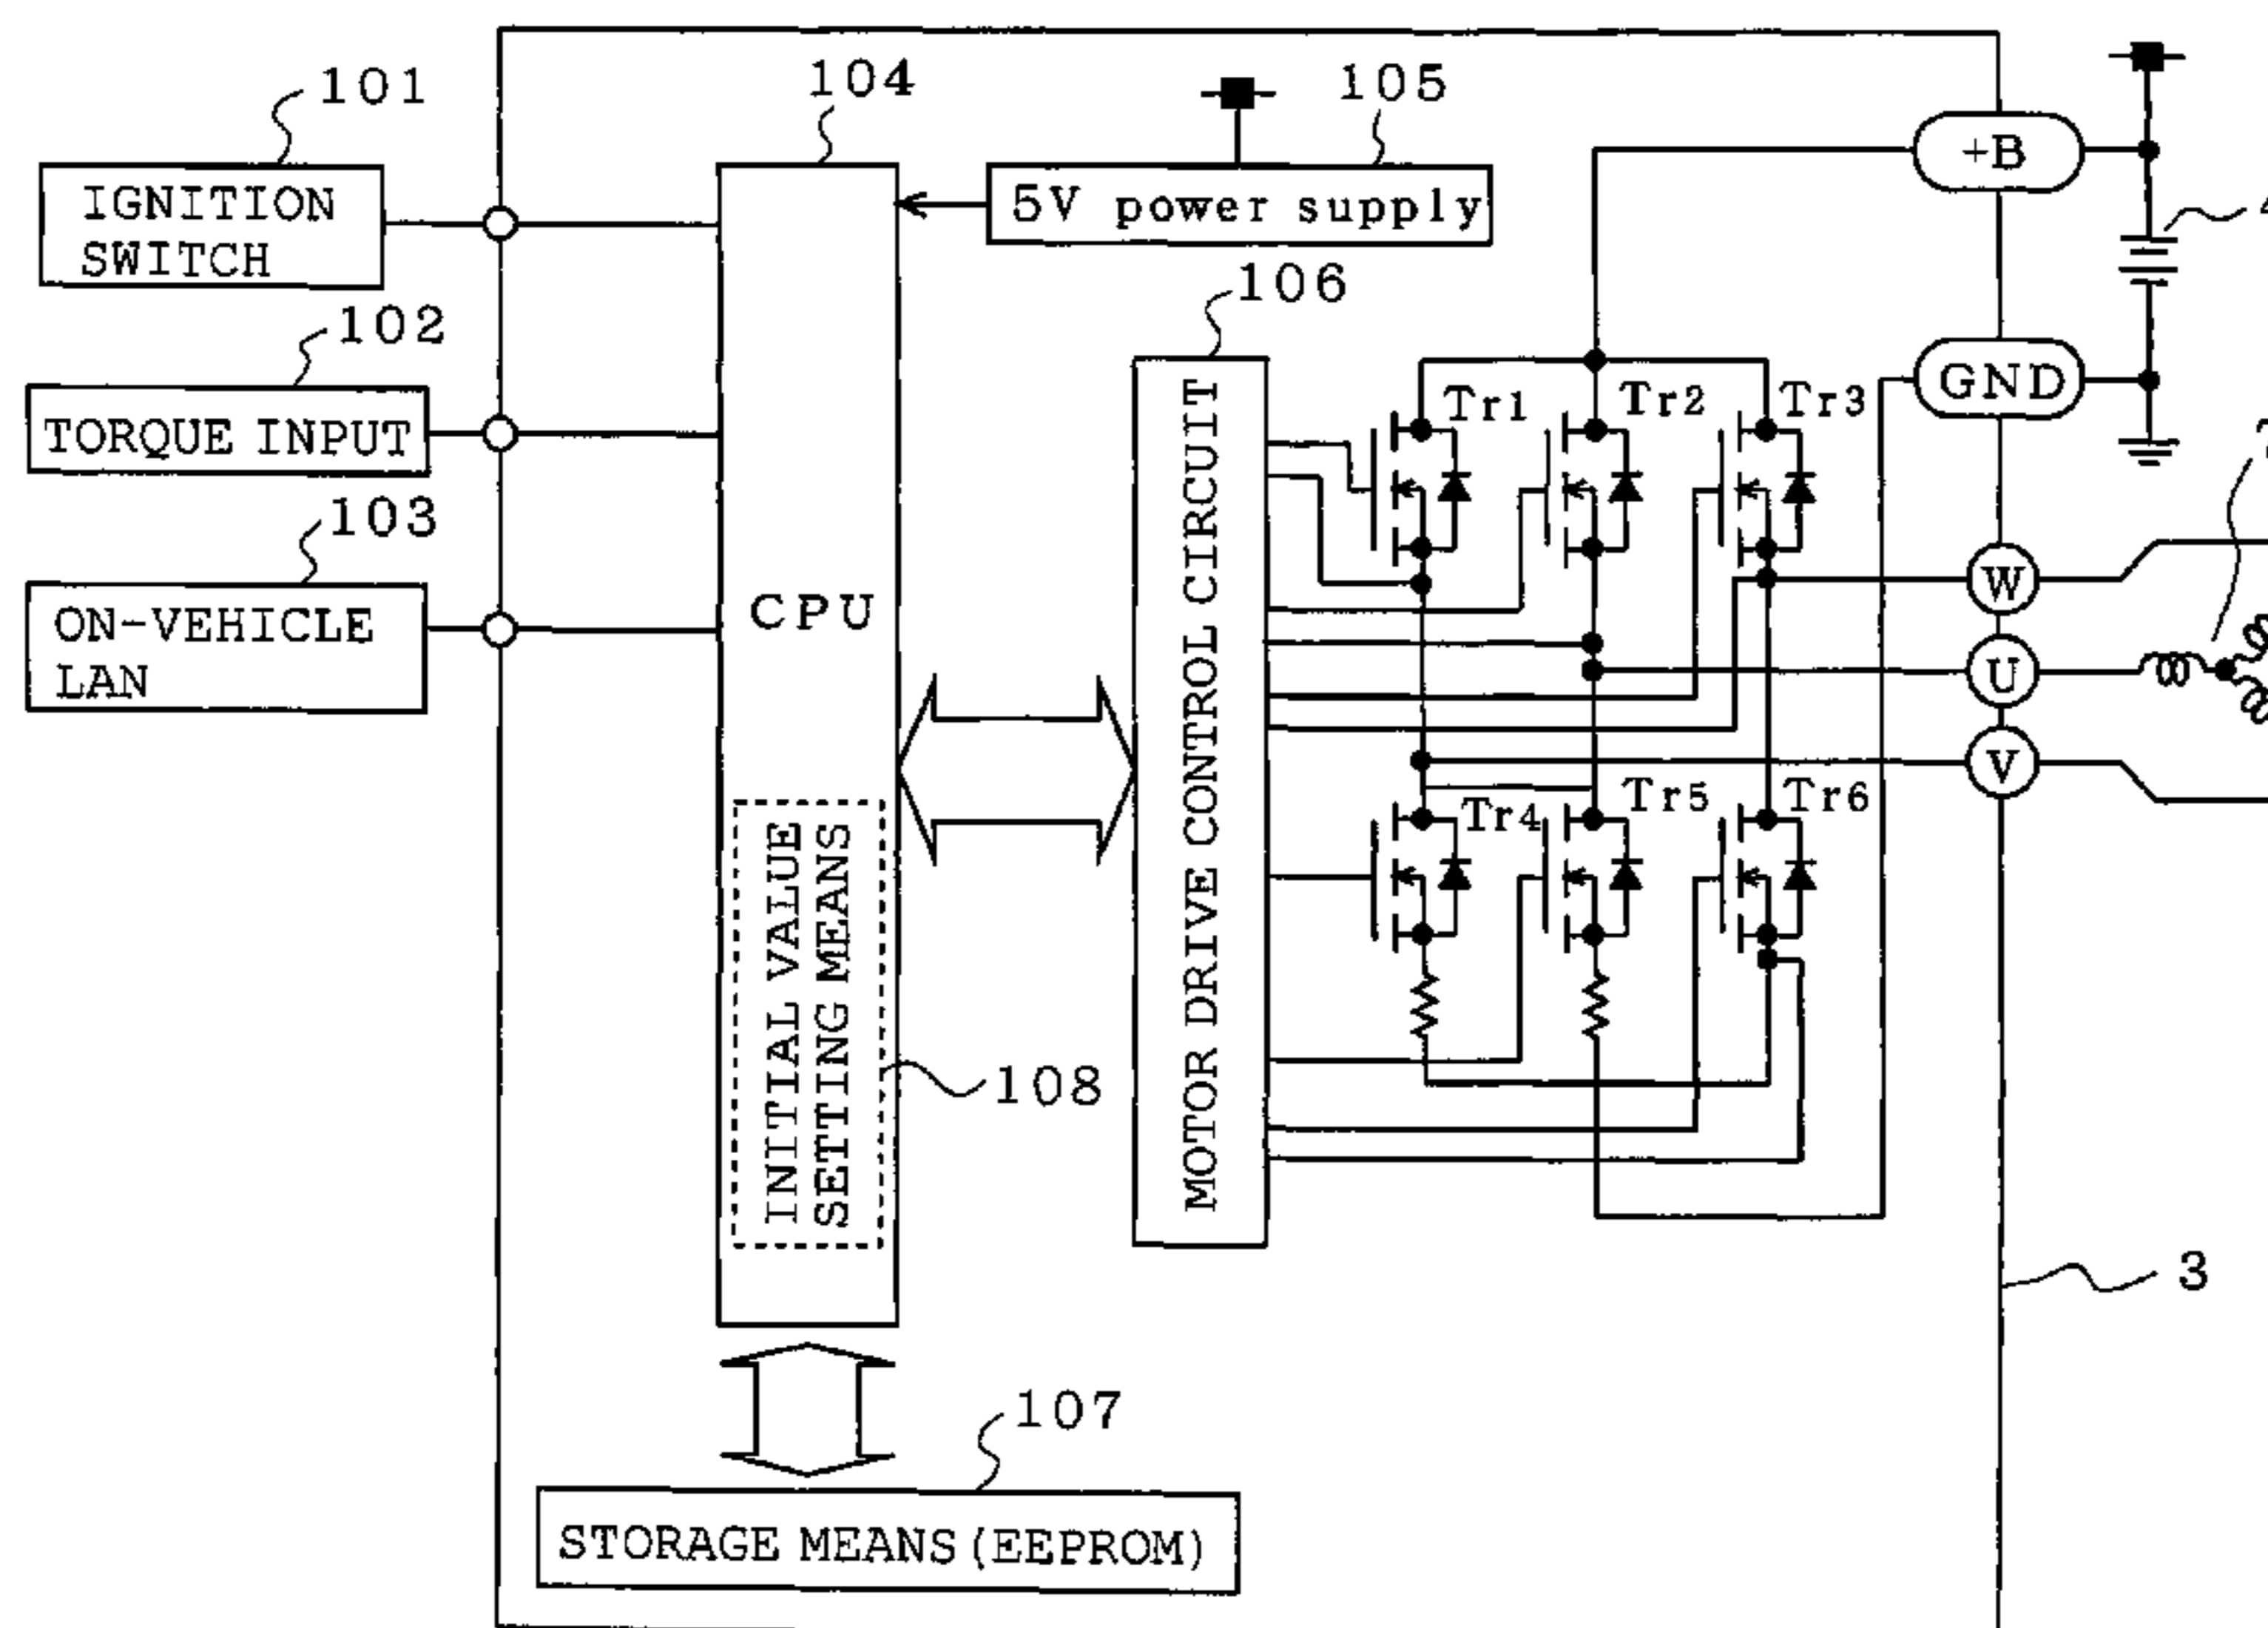 101
IGNITION
SWITCH
102
TORQUE INPUT
103
ON-VEHICLE
LAN
104
CPU
INITIAL VALUE
SETTING MEANS
108
105
5V power supply
106
MOTOR DRIVE CONTROL CIRCUIT
Tr1
Tr2
Tr3
Tr4
Tr5
Tr6
+B
GND
W
U
V
3
107
STORAGE MEANS (EEPROM)